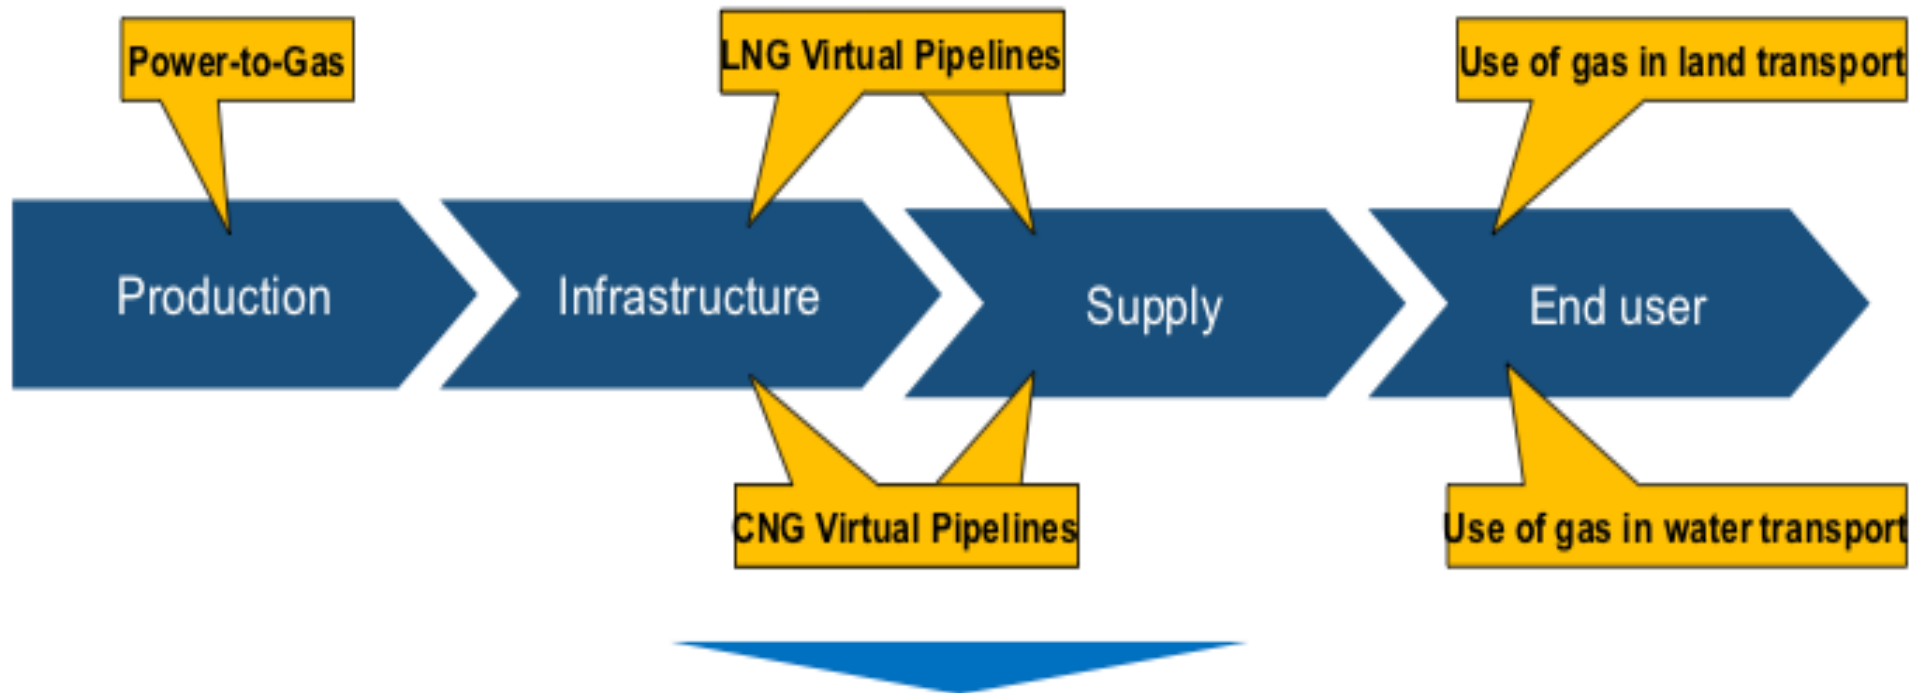 Power-to-Gas
LNG Virtual Pipelines
Use of gas in land transport
Production
Infrastructure
Supply
End user
CNG Virtual Pipelines
Use of gas in water transport